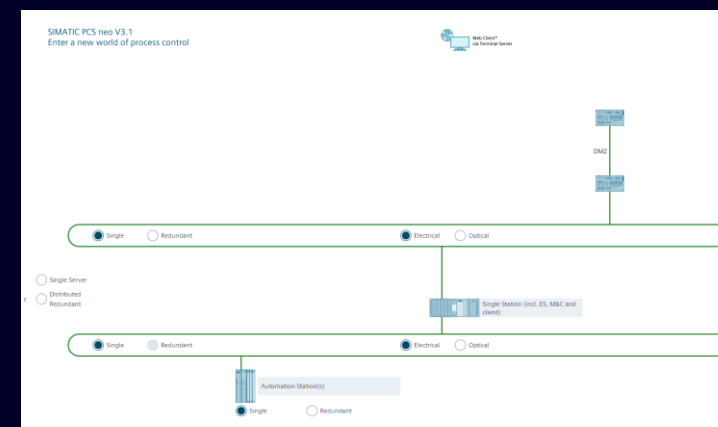 SIMATIC PCS neo V3.1
Enter a new world of process control
Web Client*
via Terminal Server
DMZ
Single
Redundant
Electrical
Optical
Single Server
Distributed
Redundant
Single Station (incl. ES, M&C and
client)
Single
Redundant
Electrical
Optical
Automation Station(s)
Single
Redundant